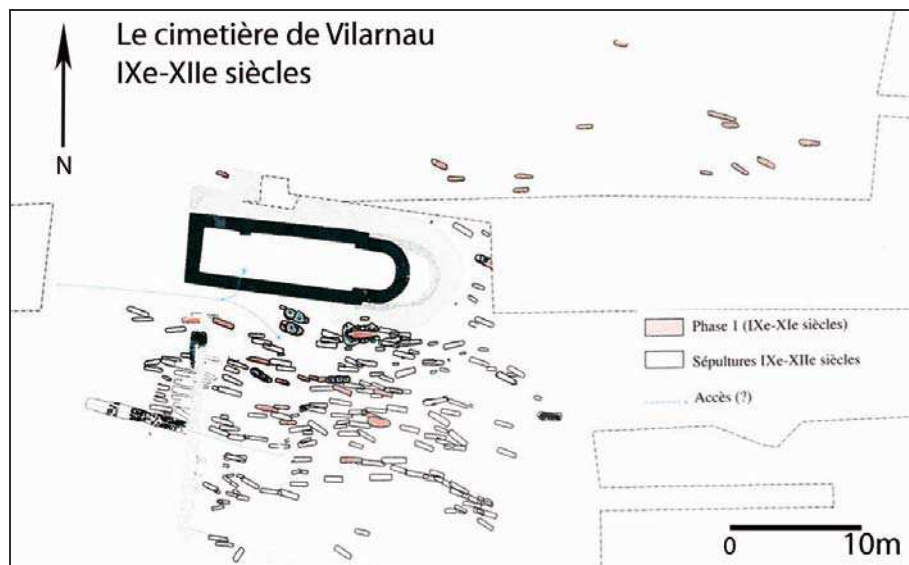 Le cimetière de Vilarnau
IXe-XIIe siècles
N
Phase 1 (IXe-XIe siècles)
Sépultures IXe-XIIe siècles
Accès (?)
0 10m